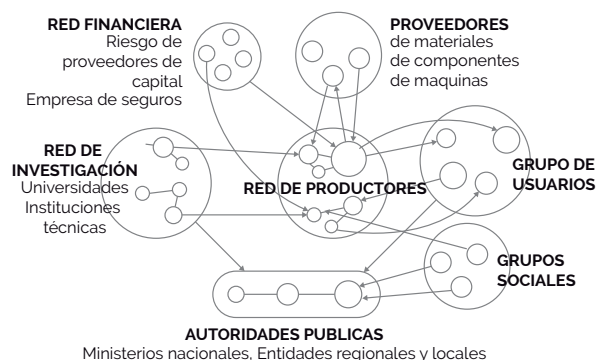 RED FINANCIERA
Riesgo de
proveedores de
capital
Empresa de seguros
PROVEEDORES
de materiales
de componentes
de maquinas
RED DE
INVESTIGACIÓN
Universidades
Instituciones
técnicas
RED DE PRODUCTORES
GRUPO DE
USUARIOS
GRUPOS
SOCIALES
AUTORIDADES PUBLICAS
Ministerios nacionales, Entidades regionales y locales